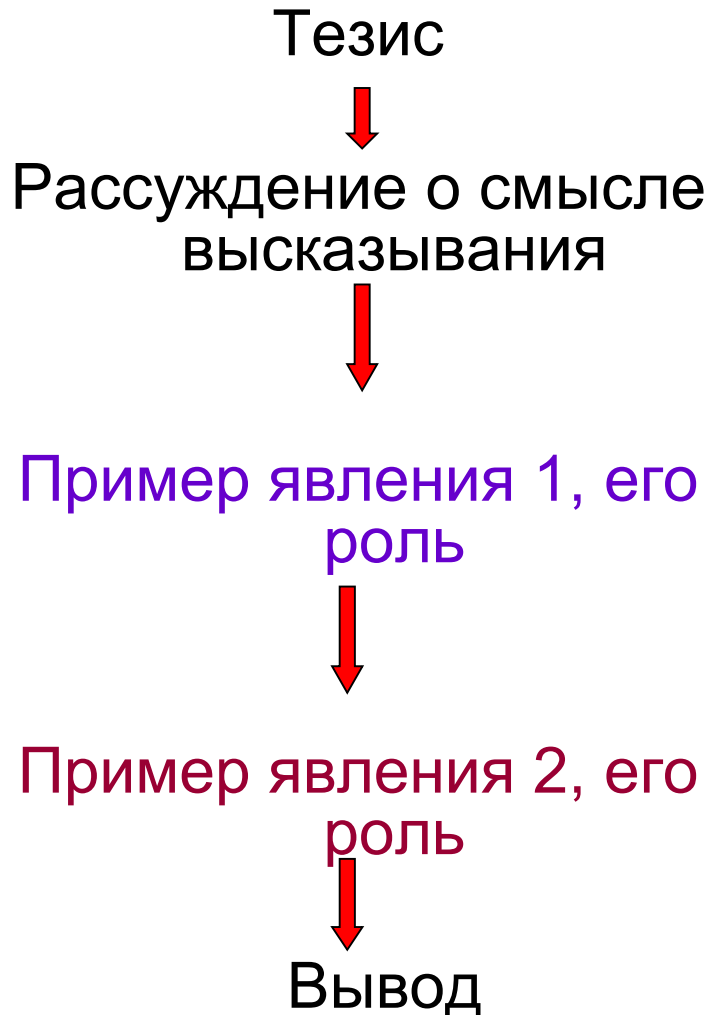 Тезис
Рассуждение о смысле
высказывания
Пример явления 1, его
роль
Пример явления 2, его
роль
Вывод